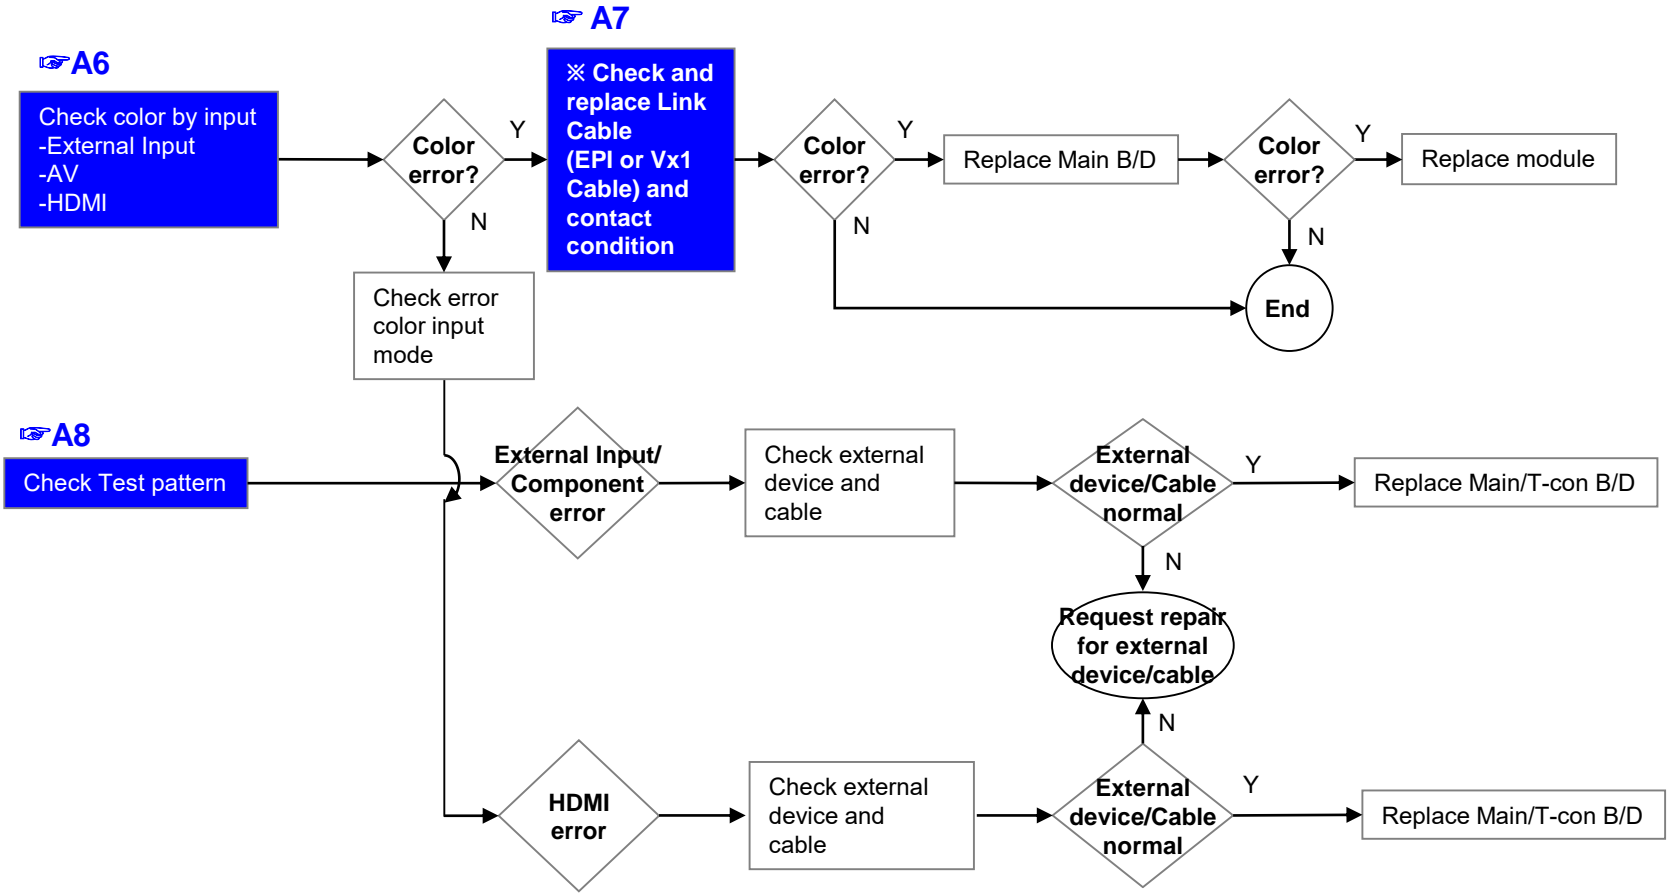 ☞A6
Check color by input
-External Input
-AV
-HDMI
Color
error?
Y
N
☞ A7
※ Check and
replace Link
Cable
(EPI or Vx1
Cable) and
contact
condition
Color
error?
Y
N
Replace Main B/D
Color
error?
Y
N
Replace module
End
Check error
color input
mode
☞A8
Check Test pattern
External Input/
Component
error
Check external
device and
cable
External
device/Cable
normal
Y
N
Replace Main/T-con B/D
Request repair
for external
device/cable
HDMI
error
Check external
device and
cable
N
External
device/Cable
normal
Y
Replace Main/T-con B/D